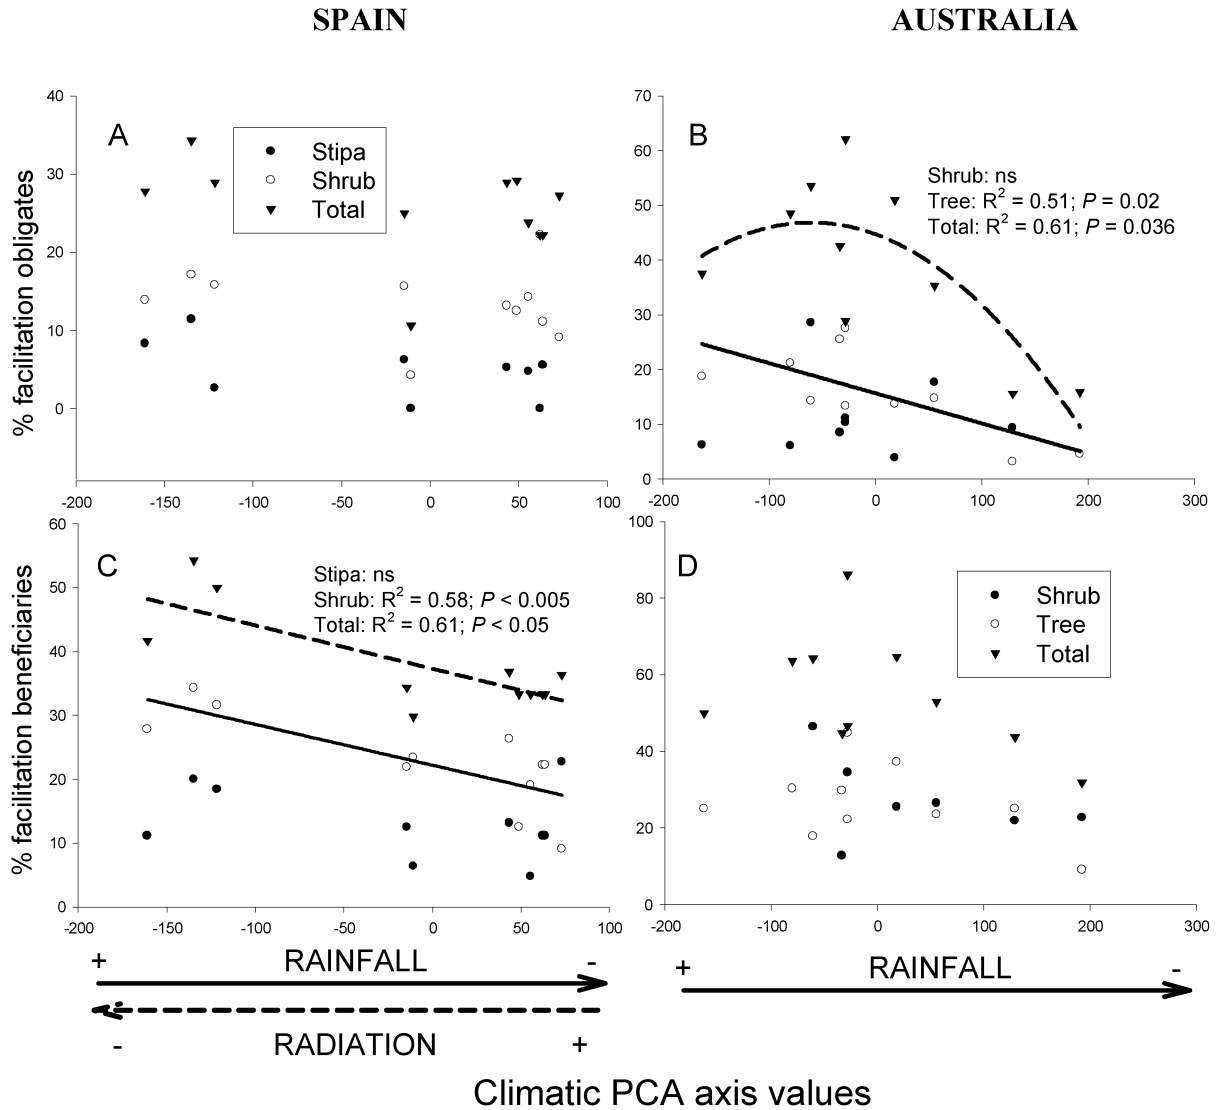 SPAIN
AUSTRALIA
40
30
20
10
0
% facilitation obligates
A
Stipa
Shrub
Total
-200 -150 -100 -50 0 50 100
70
60
50
40
30
20
10
0
B
Shrub: ns
Tree: R² = 0.51; P = 0.02
Total: R² = 0.61; P = 0.036
-200 -100 0 100 200 300
60
50
40
30
20
10
0
% facilitation beneficiaries
C
Stipa: ns
Shrub: R² = 0.58; P < 0.005
Total: R² = 0.61; P < 0.05
-200 -150 -100 -50 0 50 100
100
80
60
40
20
0
D
Shrub
Tree
Total
-200 -100 0 100 200 300
+ RAINFALL -
- RADIATION +
+ RAINFALL -
Climatic PCA axis values